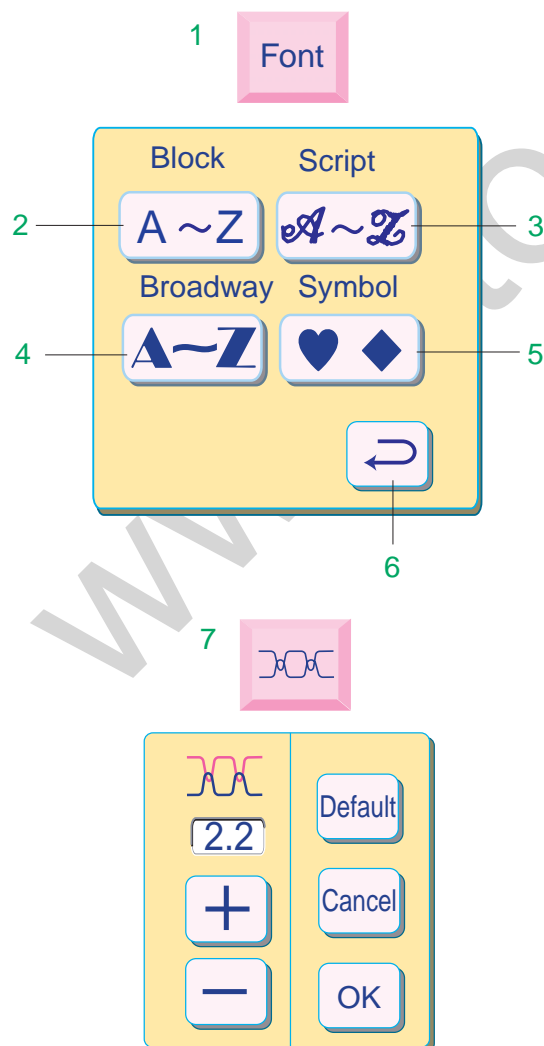 1
Font
Block Script
2 A ~ Z A ~ Z 3
Broadway Symbol
4 A~Z 5
6
7
2.2 Default
+ Cancel
− OK